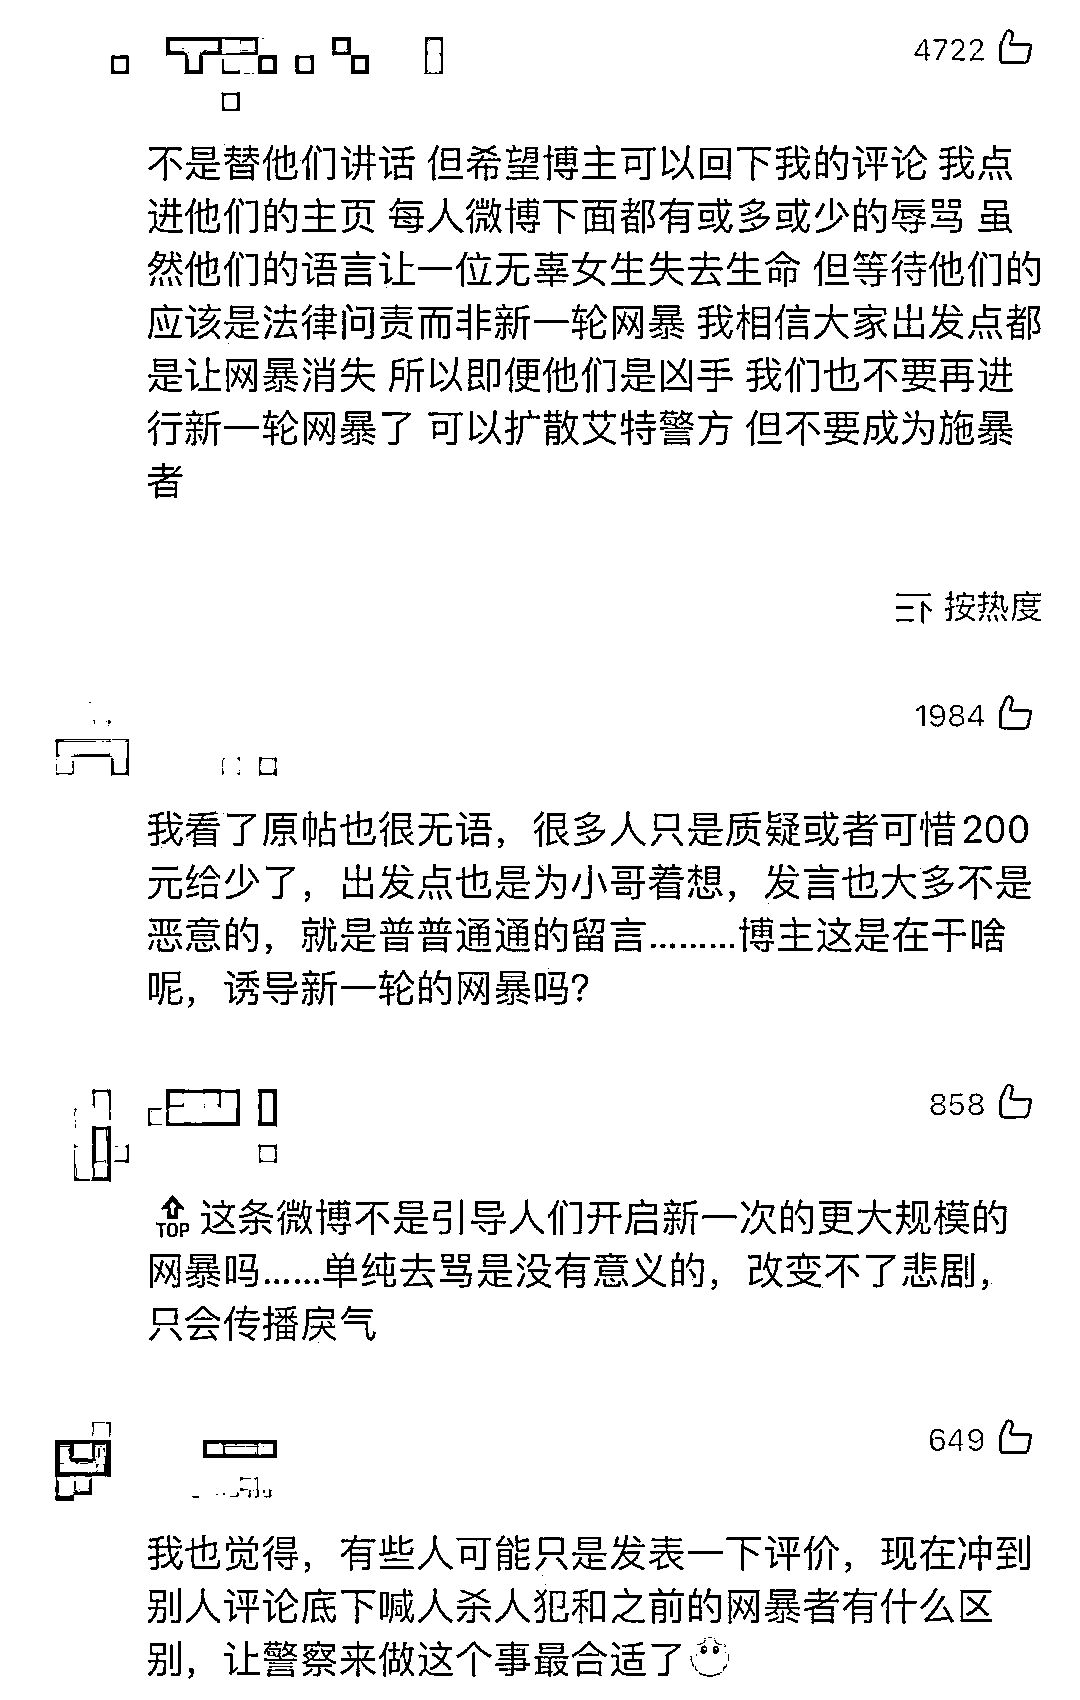 4722
不是替他们讲话 但希望博主可以回下我的评论 我点
进他们的主页 每人微博下面都有或多或少的辱骂 虽
然他们的语言让一位无辜女生失去生命 但等待他们的
应该是法律问责而非新一轮网暴 我相信大家出发点都
是让网暴消失 所以即便他们是凶手 我们也不要再进
行新一轮网暴了 可以扩散艾特警方 但不要成为施暴
者
按热度
1984
我看了原帖也很无语，很多人只是质疑或者可惜200
元给少了，出发点也是为小哥着想，发言也大多不是
恶意的，就是普普通通的留言………博主这是在干啥
呢，诱导新一轮的网暴吗？
858
TOP 这条微博不是引导人们开启新一次的更大规模的
网暴吗……单纯去骂是没有意义的，改变不了悲剧，
只会传播戾气
649
我也觉得，有些人可能只是发表一下评价，现在冲到
别人评论底下喊人杀人犯和之前的网暴者有什么区
别，让警察来做这个事最合适了